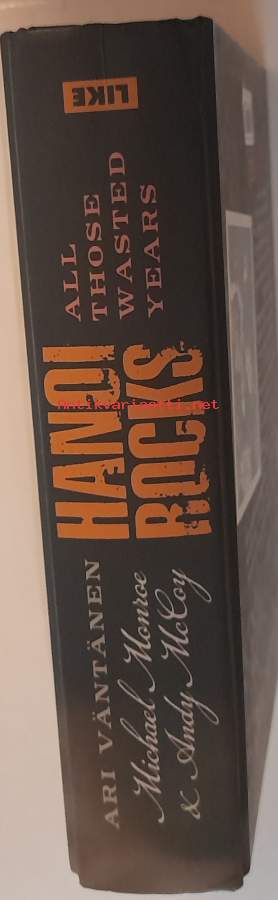 ARI VÄNTÄNEN
Michael Monroe
& Andy McCoy
HANOI
ROCKS
ALL
THOSE
WASTED
YEARS
LIKE
Antikvariaatti.net